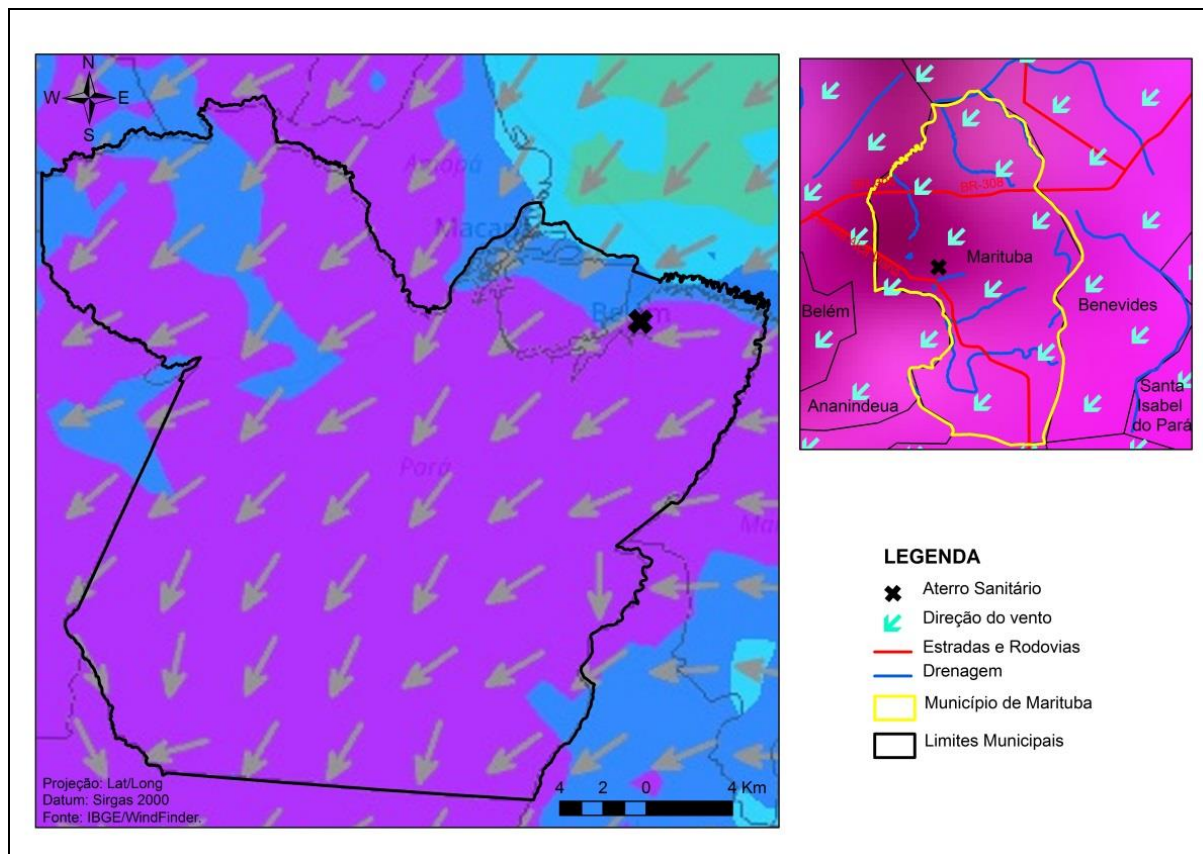 N
W E
S
Amapá
Macapá
Belém
Pará
Projeção: Lat/Long
Datum: Sirgas 2000
Fonte: IBGE/WindFinder.
4 2 0 4 Km
BR-308
Marituba
Belém
Benevides
Ananindeua
Santa
Isabel
do Pará
LEGENDA
Aterro Sanitário
Direção do vento
Estradas e Rodovias
Drenagem
Município de Marituba
Limites Municipais